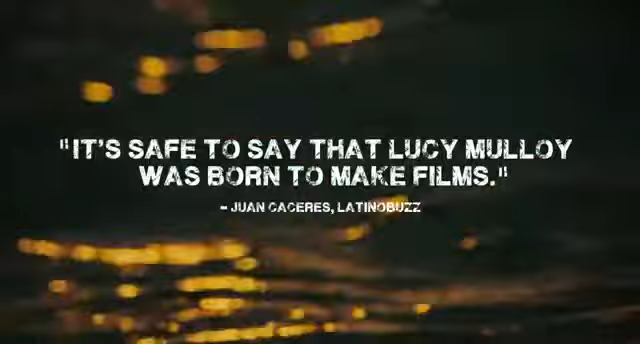 "IT'S SAFE TO SAY THAT LUCY MULLOY
WAS BORN TO MAKE FILMS."
- JUAN CACERES, LATINOBUZZ